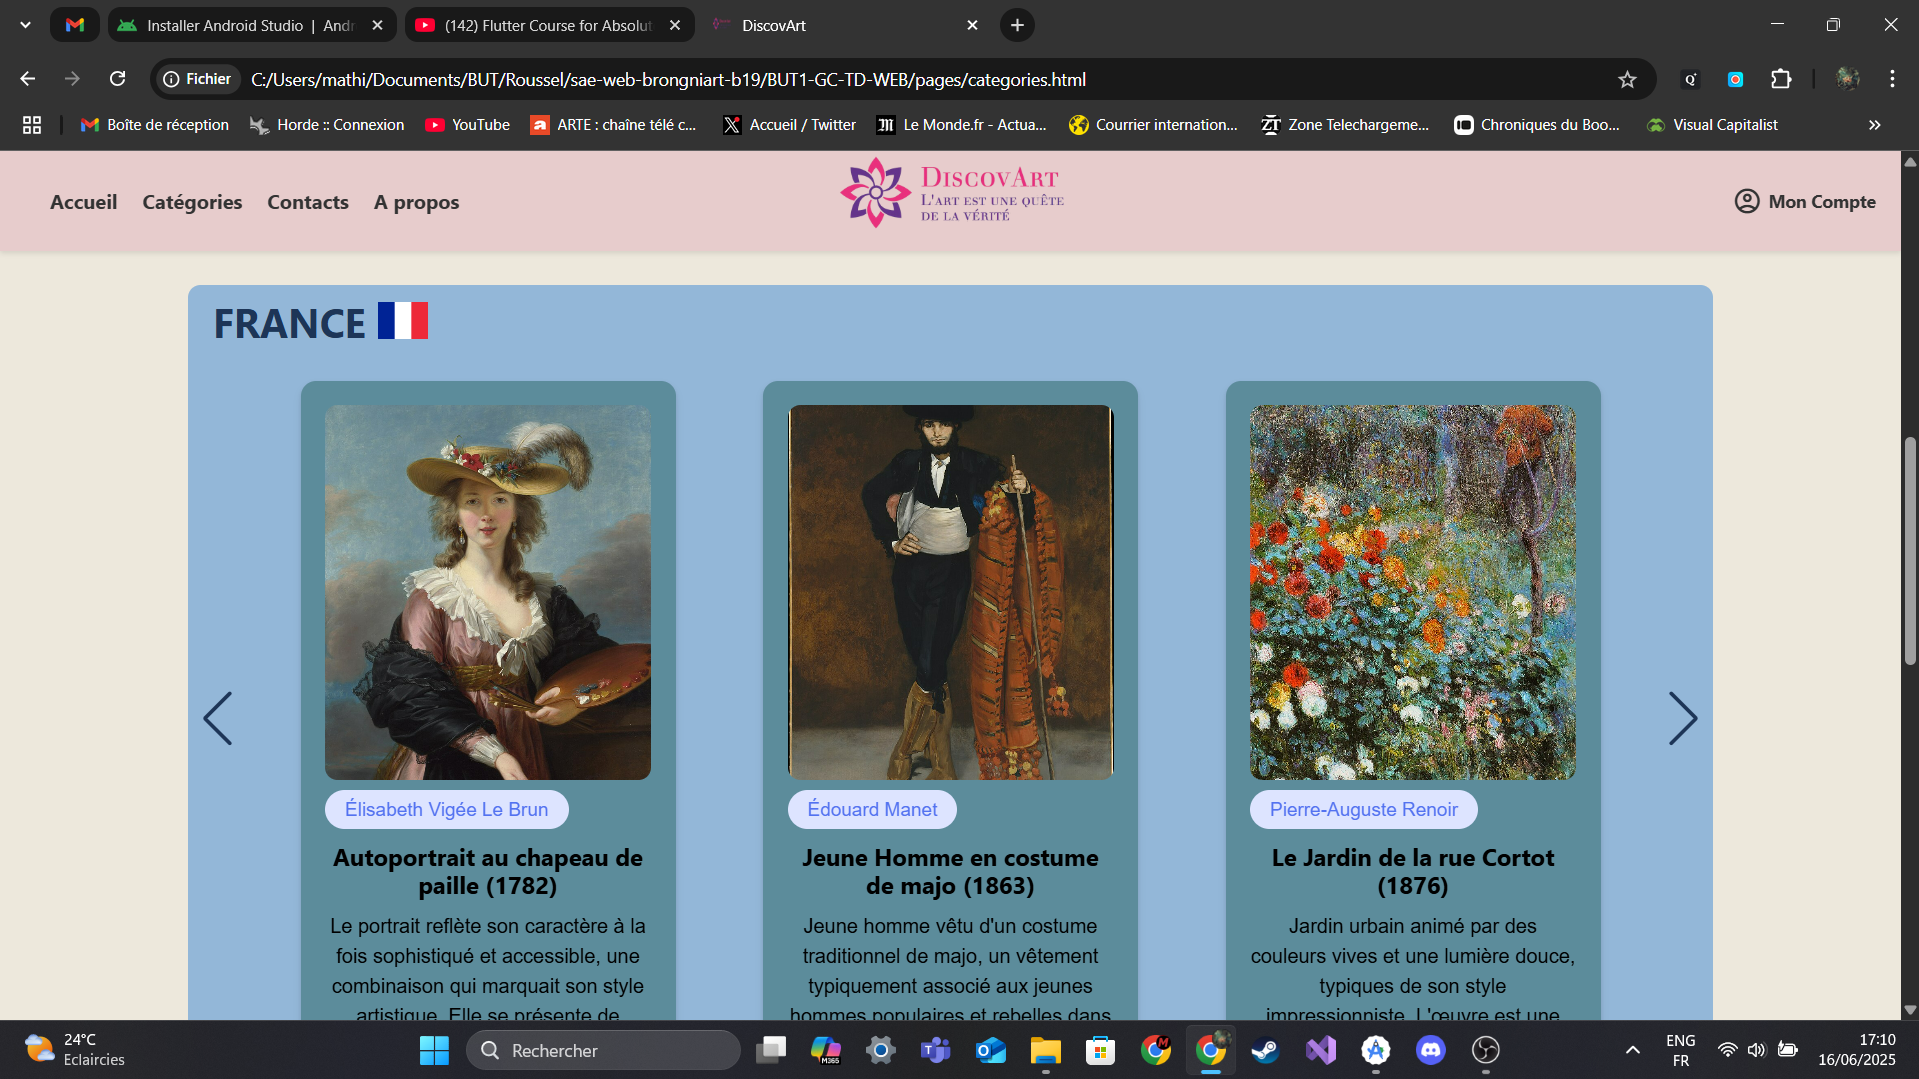 Installer Android Studio | Andr
(142) Flutter Course for Absolut
DiscovArt
Fichier
C:/Users/mathi/Documents/BUT/Roussel/sae-web-brongniart-b19/BUT1-GC-TD-WEB/pages/categories.html
Boîte de réception
Horde :: Connexion
YouTube
ARTE : chaîne télé c...
Accueil / Twitter
Le Monde.fr - Actua...
Courrier internation...
Zone Telechargeme...
Chroniques du Boo...
Visual Capitalist
Accueil
Catégories
Contacts
A propos
DiscovArt
L'art est une quête
de la vérité
Mon Compte
FRANCE
Élisabeth Vigée Le Brun
Autoportrait au chapeau de
paille (1782)
Le portrait reflète son caractère à la
fois sophistiqué et accessible, une
combinaison qui marquait son style
artistique. Elle se présente de
Édouard Manet
Jeune Homme en costume
de majo (1863)
Jeune homme vêtu d'un costume
traditionnel de majo, un vêtement
typiquement associé aux jeunes
hommes populaires et rebelles dans
Pierre-Auguste Renoir
Le Jardin de la rue Cortot
(1876)
Jardin urbain animé par des
couleurs vives et une lumière douce,
typiques de son style
impressionniste. L'œuvre est une
24°C
Eclaircies
Rechercher
M365
ENG
FR
17:10
16/06/2025